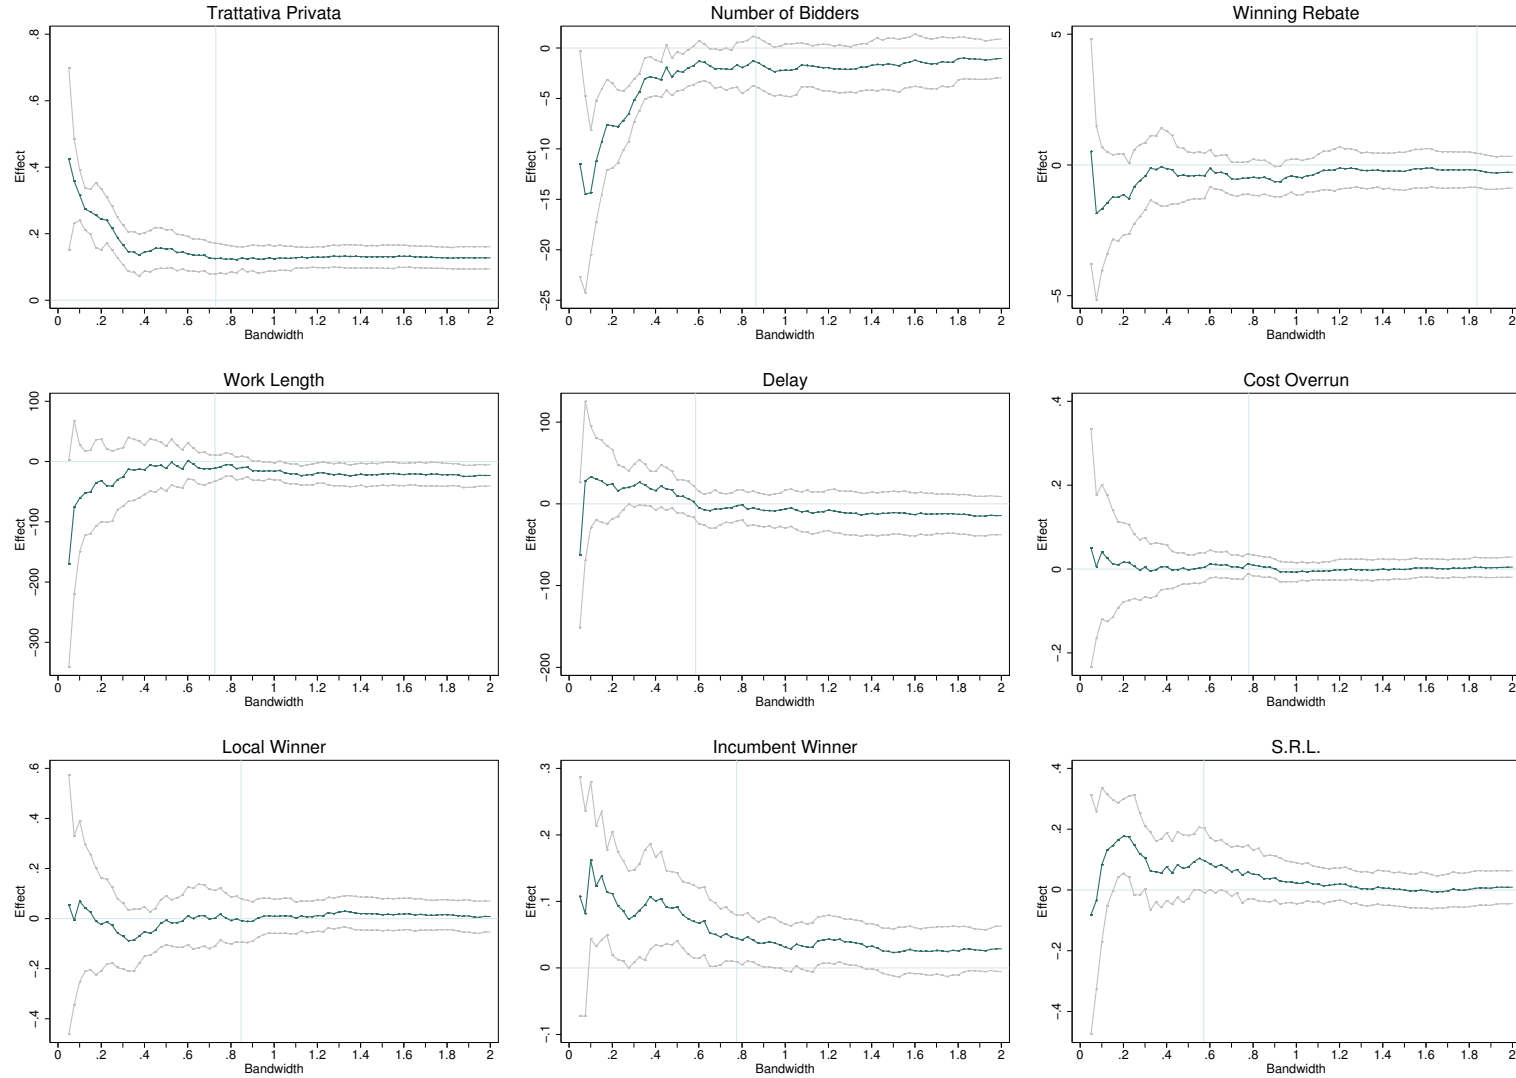 Trattativa Privata
Effect
0 .2 .4 .6 .8
0 .2 .4 .6 .8 1 1.2 1.4 1.6 1.8 2
Bandwidth
Number of Bidders
Effect
−25 −20 −15 −10 −5 0
0 .2 .4 .6 .8 1 1.2 1.4 1.6 1.8 2
Bandwidth
Winning Rebate
Effect
−5 0 5
0 .2 .4 .6 .8 1 1.2 1.4 1.6 1.8 2
Bandwidth
Work Length
Effect
−300 −200 −100 0 100
0 .2 .4 .6 .8 1 1.2 1.4 1.6 1.8 2
Bandwidth
Delay
Effect
−200 −100 0 100
0 .2 .4 .6 .8 1 1.2 1.4 1.6 1.8 2
Bandwidth
Cost Overrun
Effect
−.2 0 .2 .4
0 .2 .4 .6 .8 1 1.2 1.4 1.6 1.8 2
Bandwidth
Local Winner
Effect
−.4 −.2 0 .2 .4 .6
0 .2 .4 .6 .8 1 1.2 1.4 1.6 1.8 2
Bandwidth
Incumbent Winner
Effect
−.1 0 .1 .2 .3
0 .2 .4 .6 .8 1 1.2 1.4 1.6 1.8 2
Bandwidth
S.R.L.
Effect
−.4 −.2 0 .2 .4
0 .2 .4 .6 .8 1 1.2 1.4 1.6 1.8 2
Bandwidth